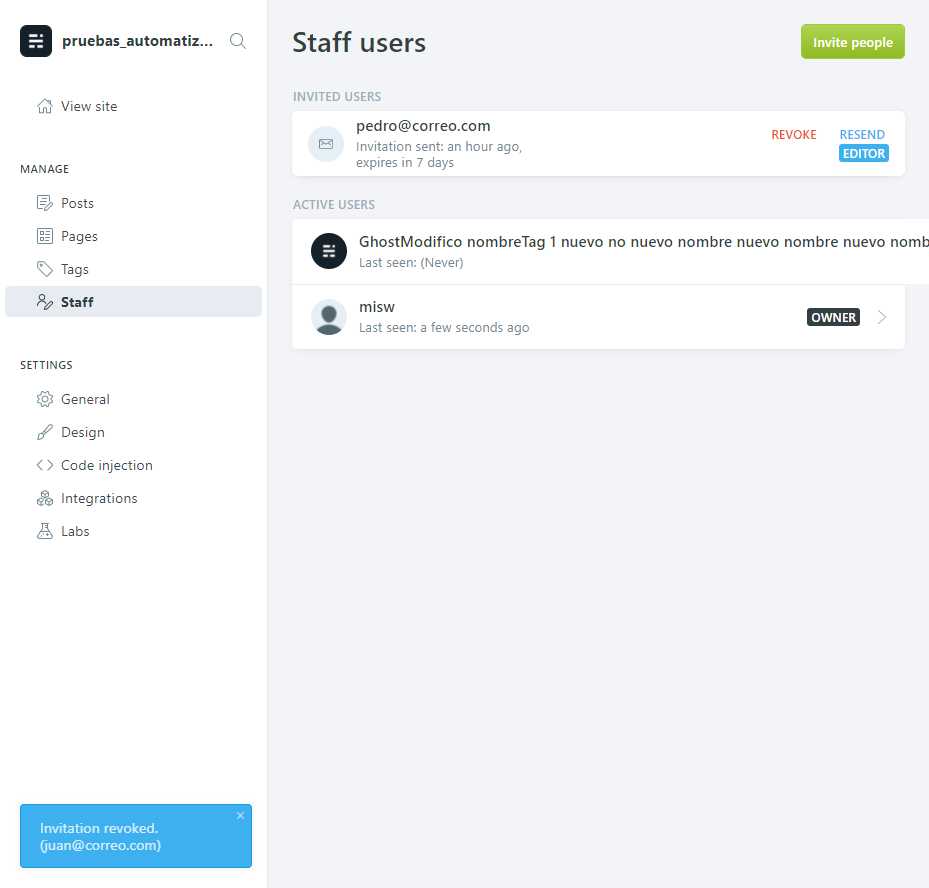 pruebas_automatiz...
View site
MANAGE
Posts
Pages
Tags
Staff
SETTINGS
General
Design
Code injection
Integrations
Labs
Invitation revoked.
(juan@correo.com)
Staff users
Invite people
INVITED USERS
pedro@correo.com
Invitation sent: an hour ago,
expires in 7 days
REVOKE RESEND
EDITOR
ACTIVE USERS
GhostModifico nombreTag 1 nuevo no nuevo nombre nuevo nombre nuevo nomb
Last seen: (Never)
misw
Last seen: a few seconds ago
OWNER